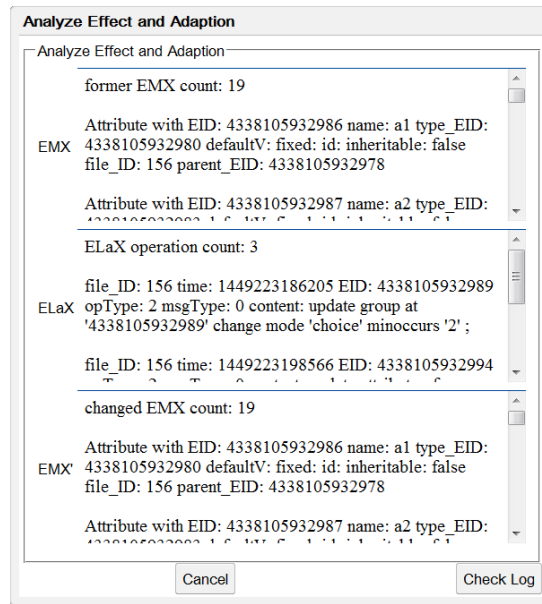 Analyze Effect and Adaption
Analyze Effect and Adaption
EMX
former EMX count: 19
Attribute with EID: 4338105932986 name: a1 type_EID:
4338105932980 defaultV: fixed: id: inheritable: false
file_ID: 156 parent_EID: 4338105932978
Attribute with EID: 4338105932987 name: a2 type_EID:
ELaX
ELaX operation count: 3
file_ID: 156 time: 1449223186205 EID: 4338105932989
opType: 2 msgType: 0 content: update group at
'4338105932989' change mode 'choice' minoccurs '2' ;
file_ID: 156 time: 1449223198566 EID: 4338105932994
EMX'
changed EMX count: 19
Attribute with EID: 4338105932986 name: a1 type_EID:
4338105932980 defaultV: fixed: id: inheritable: false
file_ID: 156 parent_EID: 4338105932978
Attribute with EID: 4338105932987 name: a2 type_EID:
Cancel
Check Log